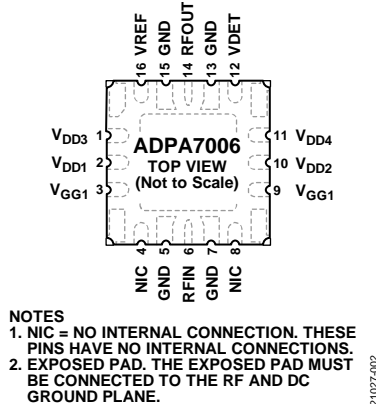 16 VREF
15 GND
14 RFOUT
13 GND
12 VDET
VDD3 1
VDD1 2
VGG1 3
ADPA7006
TOP VIEW
(Not to Scale)
11 VDD4
10 VDD2
9 VGG1
NIC 4
GND 5
RFIN 6
GND 7
NIC 8
NOTES
1. NIC = NO INTERNAL CONNECTION. THESE
PINS HAVE NO INTERNAL CONNECTIONS.
2. EXPOSED PAD. THE EXPOSED PAD MUST
BE CONNECTED TO THE RF AND DC
GROUND PLANE.
21027-002